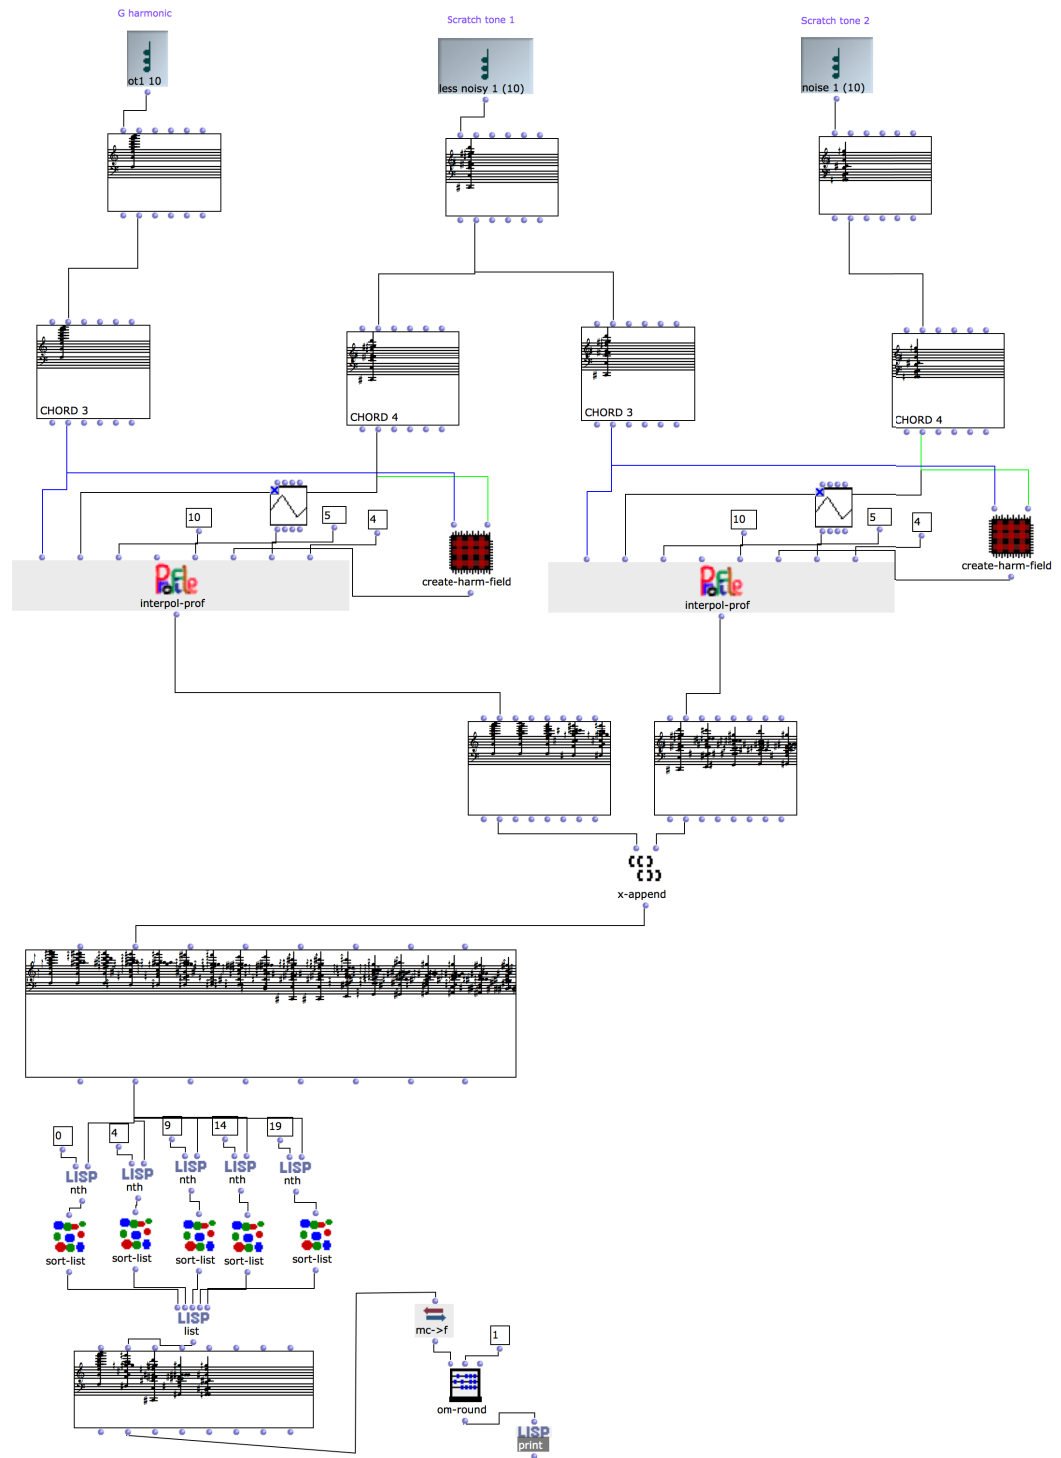 G harmonic
Scratch tone 1
Scratch tone 2
ot1 10
less noisy 1 (10)
noise 1 (10)
CHORD 3
CHORD 4
CHORD 3
CHORD 4
10
5
4
10
5
4
create-harm-field
create-harm-field
Profile
interpol-prof
Profile
interpol-prof
x-append
0
4
9
14
19
LISP
nth
LISP
nth
LISP
nth
LISP
nth
LISP
nth
sort-list
sort-list
sort-list
sort-list
sort-list
LISP
list
mc->f
1
om-round
LISP
print